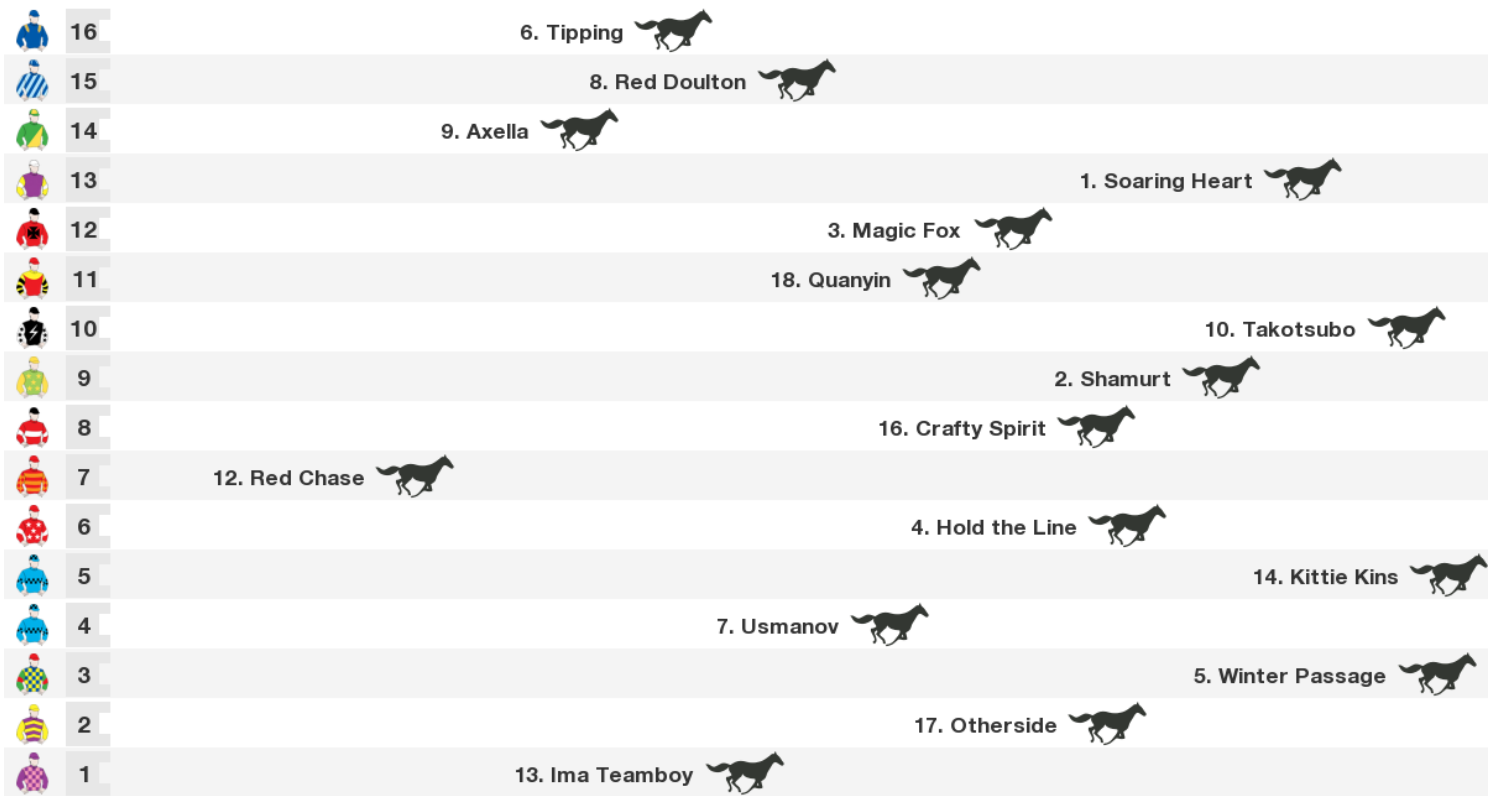 16 6. Tipping
15 8. Red Doulton
14 9. Axella
13 1. Soaring Heart
12 3. Magic Fox
11 18. Quanyin
10 10. Takotsubo
9 2. Shamurt
8 16. Crafty Spirit
7 12. Red Chase
6 4. Hold the Line
5 14. Kittie Kins
4 7. Usmanov
3 5. Winter Passage
2 17. Otherside
1 13. Ima Teamboy